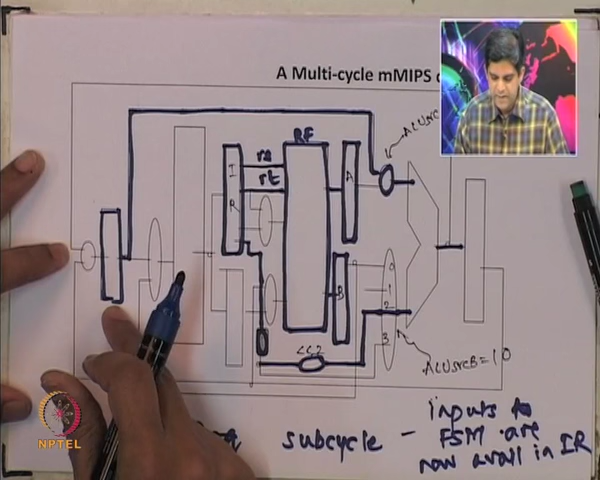 A Multi-cycle mMIPS
ALUSrc
RF
rs
rt
I
R
A
B
0
1
2
3
<<2
ALUSrcB=10
subcycle - inputs to
FSM are
now avail in IR
NPTEL